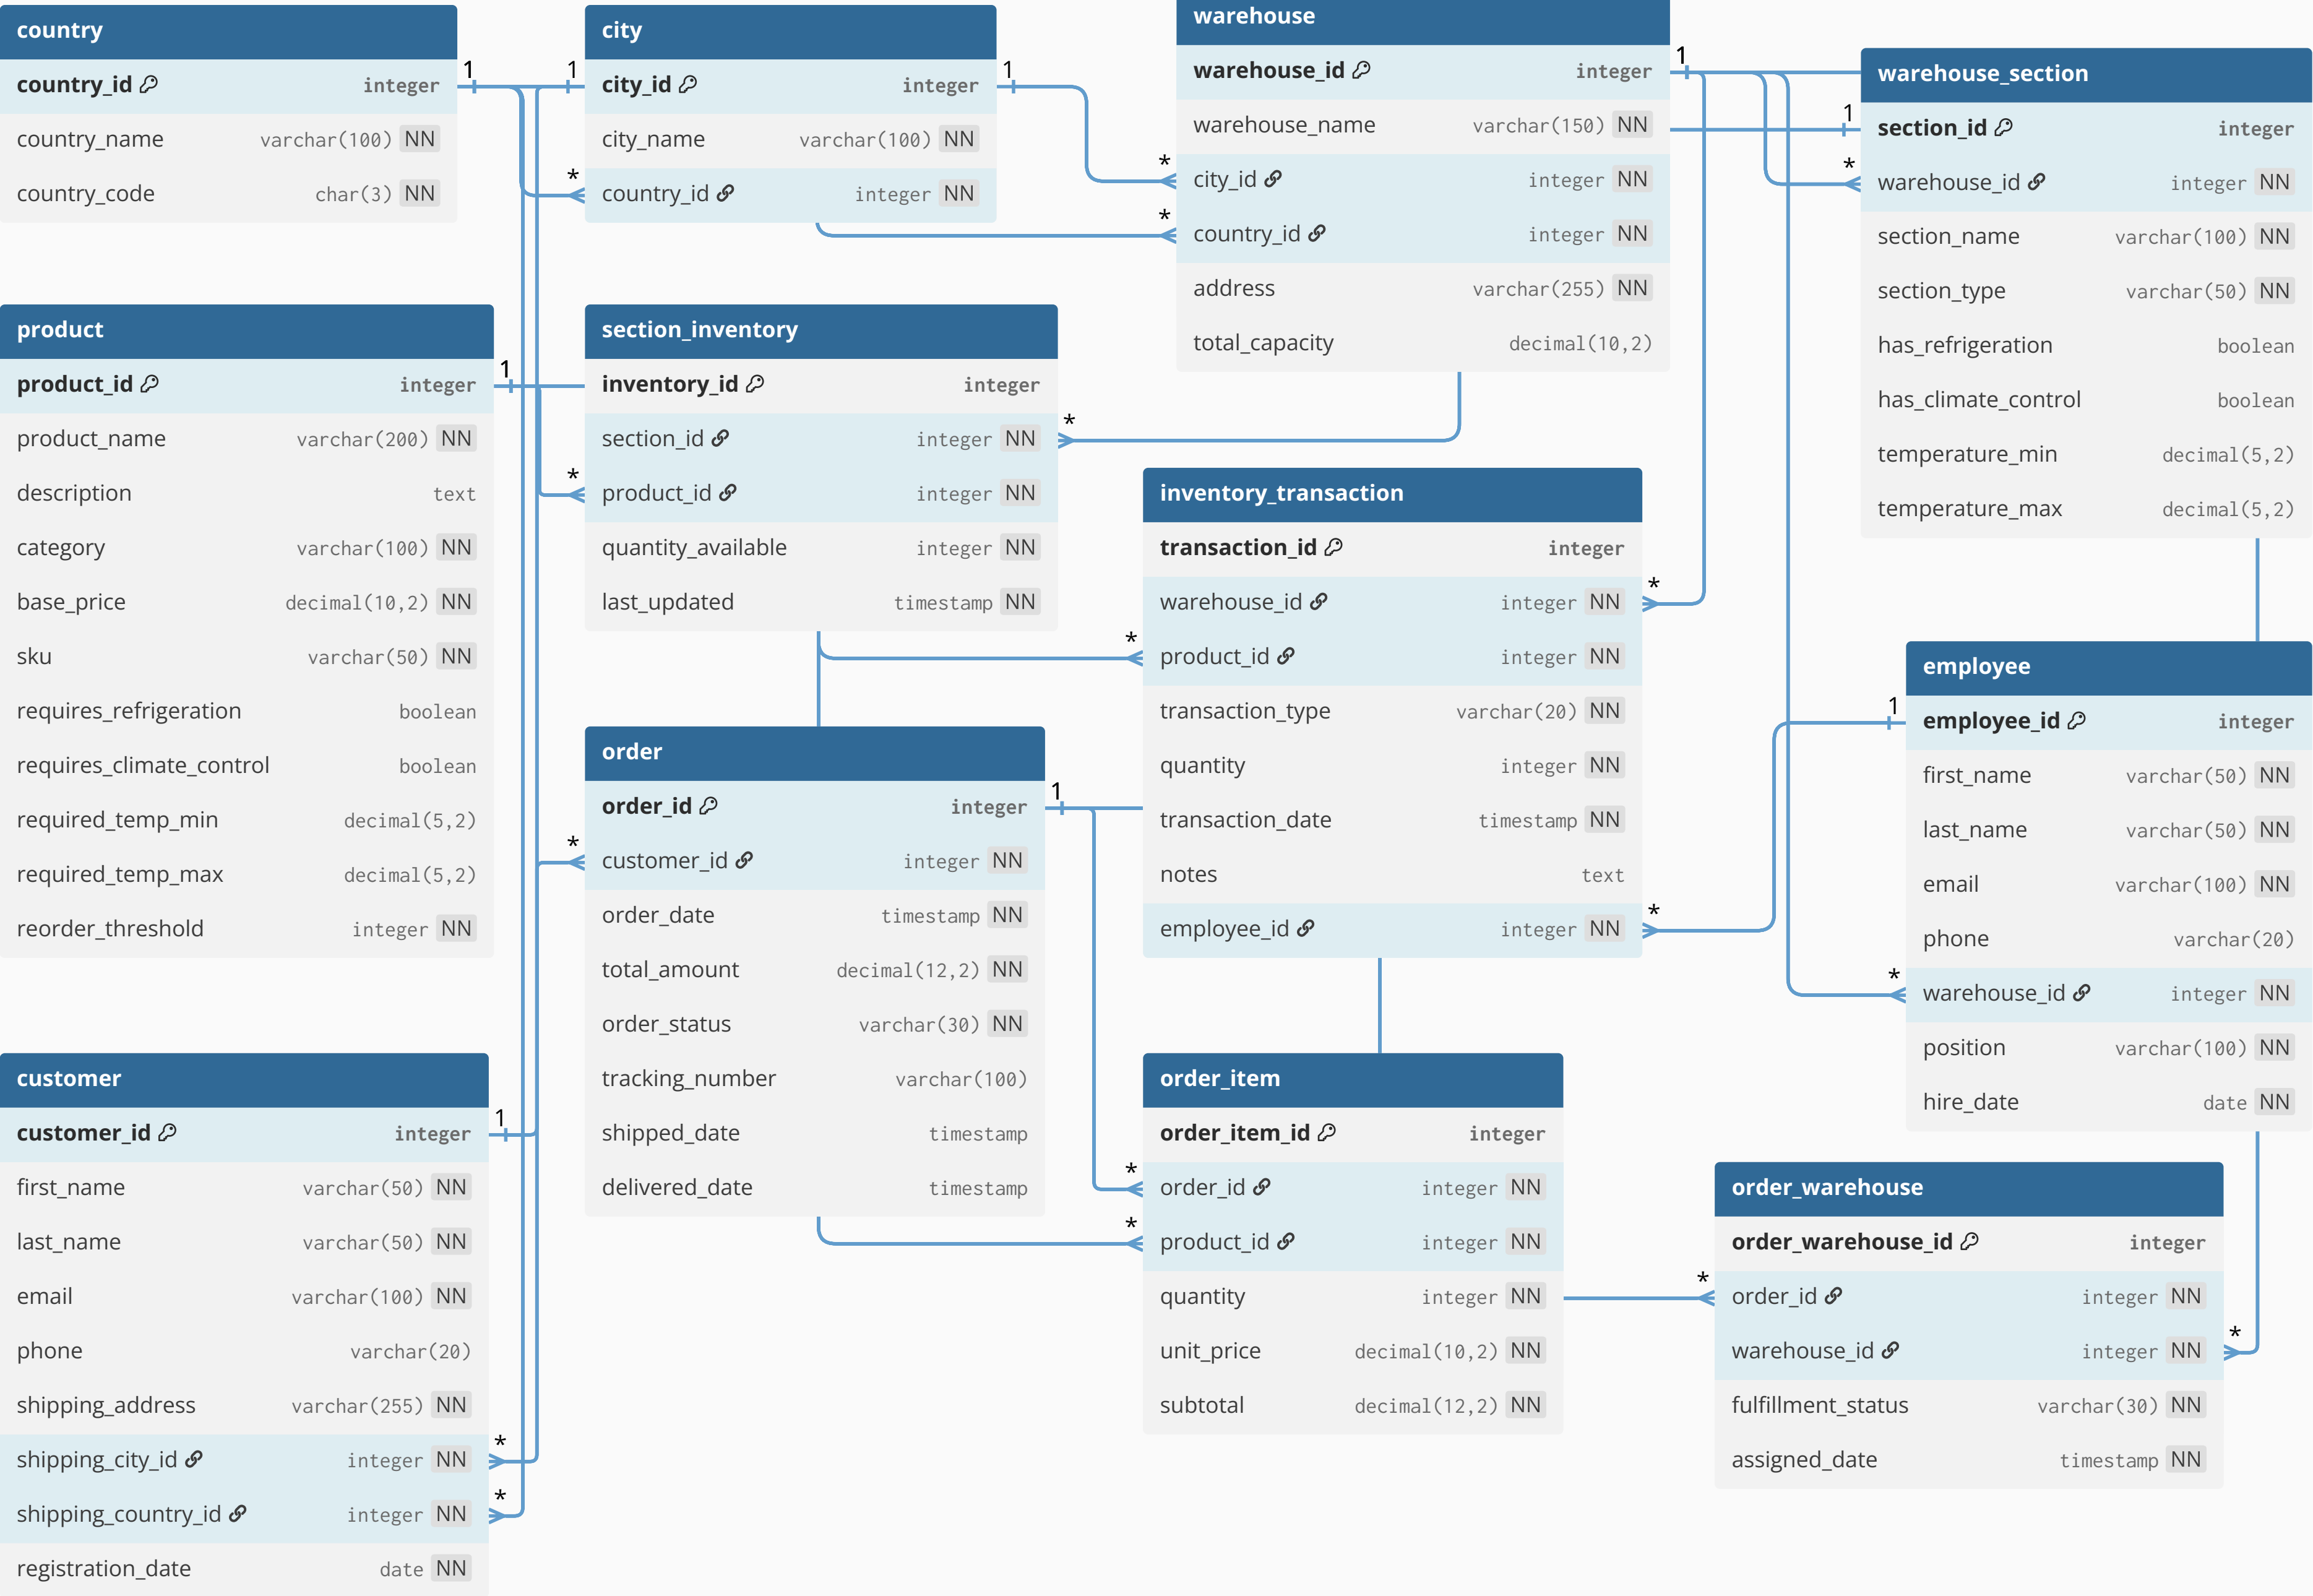 country
country_id integer
country_name varchar(100) NN
country_code char(3) NN
1
*
city
city_id integer
city_name varchar(100) NN
country_id integer NN
1
1
*
*
warehouse
warehouse_id integer
warehouse_name varchar(150) NN
city_id integer NN
country_id integer NN
address varchar(255) NN
total_capacity decimal(10,2)
1
1
*
warehouse_section
section_id integer
warehouse_id integer NN
section_name varchar(100) NN
section_type varchar(50) NN
has_refrigeration boolean
has_climate_control boolean
temperature_min decimal(5,2)
temperature_max decimal(5,2)
product
product_id integer
product_name varchar(200) NN
description text
category varchar(100) NN
base_price decimal(10,2) NN
sku varchar(50) NN
requires_refrigeration boolean
requires_climate_control boolean
required_temp_min decimal(5,2)
required_temp_max decimal(5,2)
reorder_threshold integer NN
1
*
section_inventory
inventory_id integer
section_id integer NN
product_id integer NN
quantity_available integer NN
last_updated timestamp NN
*
*
inventory_transaction
transaction_id integer
warehouse_id integer NN
product_id integer NN
transaction_type varchar(20) NN
quantity integer NN
transaction_date timestamp NN
notes text
employee_id integer NN
*
*
1
*
employee
employee_id integer
first_name varchar(50) NN
last_name varchar(50) NN
email varchar(100) NN
phone varchar(20)
warehouse_id integer NN
position varchar(100) NN
hire_date date NN
*
order
order_id integer
customer_id integer NN
order_date timestamp NN
total_amount decimal(12,2) NN
order_status varchar(30) NN
tracking_number varchar(100)
shipped_date timestamp
delivered_date timestamp
1
customer
customer_id integer
first_name varchar(50) NN
last_name varchar(50) NN
email varchar(100) NN
phone varchar(20)
shipping_address varchar(255) NN
shipping_city_id integer NN
shipping_country_id integer NN
registration_date date NN
1
*
*
*
*
order_item
order_item_id integer
order_id integer NN
product_id integer NN
quantity integer NN
unit_price decimal(10,2) NN
subtotal decimal(12,2) NN
*
order_warehouse
order_warehouse_id integer
order_id integer NN
warehouse_id integer NN
fulfillment_status varchar(30) NN
assigned_date timestamp NN
*